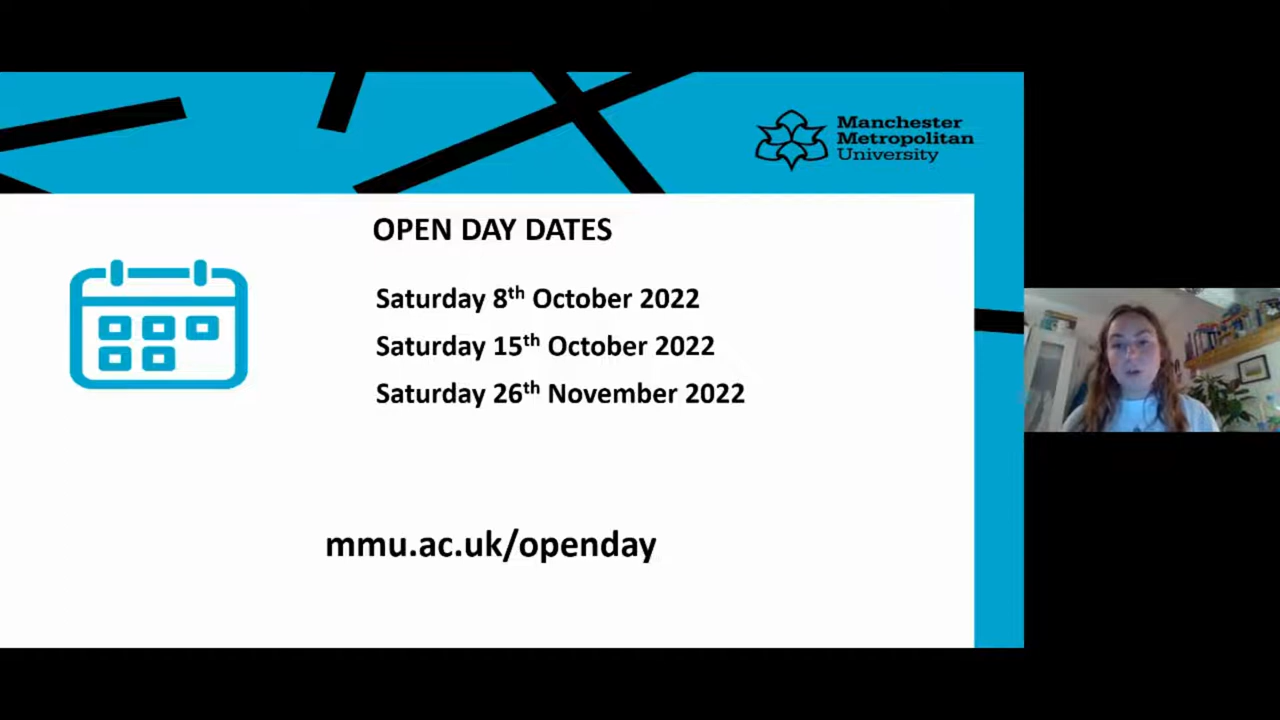 Manchester
Metropolitan
University
OPEN DAY DATES
Saturday 8th October 2022
Saturday 15th October 2022
Saturday 26th November 2022
mmu.ac.uk/openday